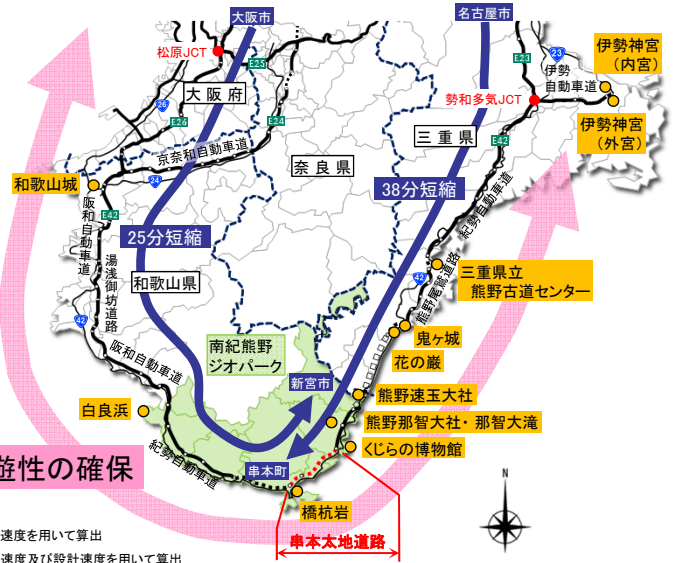 大阪市
名古屋市
松原JCT
E25
E23
23
伊勢神宮
(内宮)
伊勢
自動車道
大阪府
勢和多気JCT
26
E26
E24
三重県
伊勢神宮
(外宮)
京奈和自動車道
奈良県
E42
和歌山城
24
38分短縮
紀勢自動車道
E42
阪和自動車道
25分短縮
三重県立
熊野古道センター
湯浅御坊道路
和歌山県
42
熊野尾鷲道路
42
鬼ヶ城
南紀熊野
ジオパーク
花の巌
阪和自動車道
新宮市
熊野速玉大社
白良浜
熊野那智大社・那智大滝
くじらの博物館
紀勢自動車道
串本町
遊性の確保
N
橋杭岩
速度を用いて算出
串本太地道路
速度及び設計速度を用いて算出